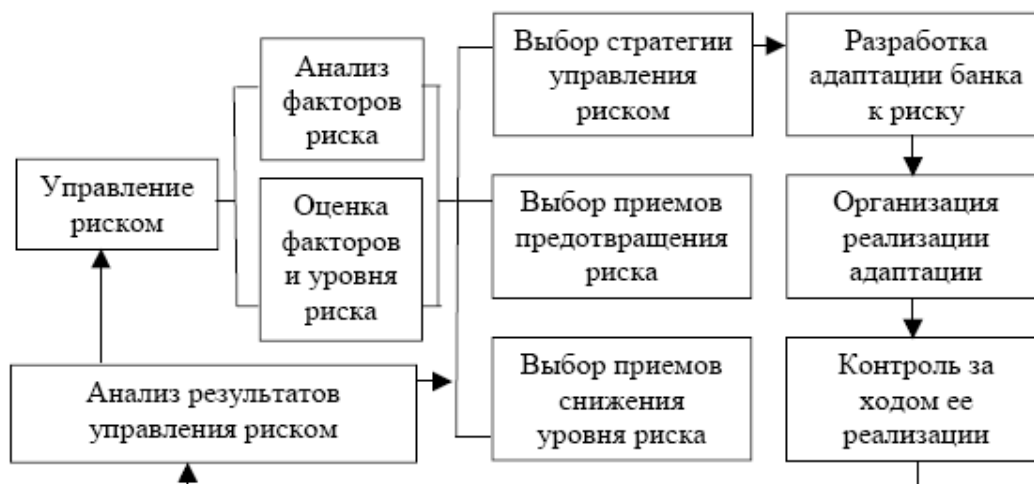 Управление
риском
Анализ
факторов
риска
Оценка
факторов
и уровня
риска
Выбор стратегии
управления
риском
Выбор приемов
предотвращения
риска
Выбор приемов
снижения
уровня риска
Разработка
адаптации банка
к риску
Организация
реализации
адаптации
Контроль за
ходом ее
реализации
Анализ результатов
управления риском